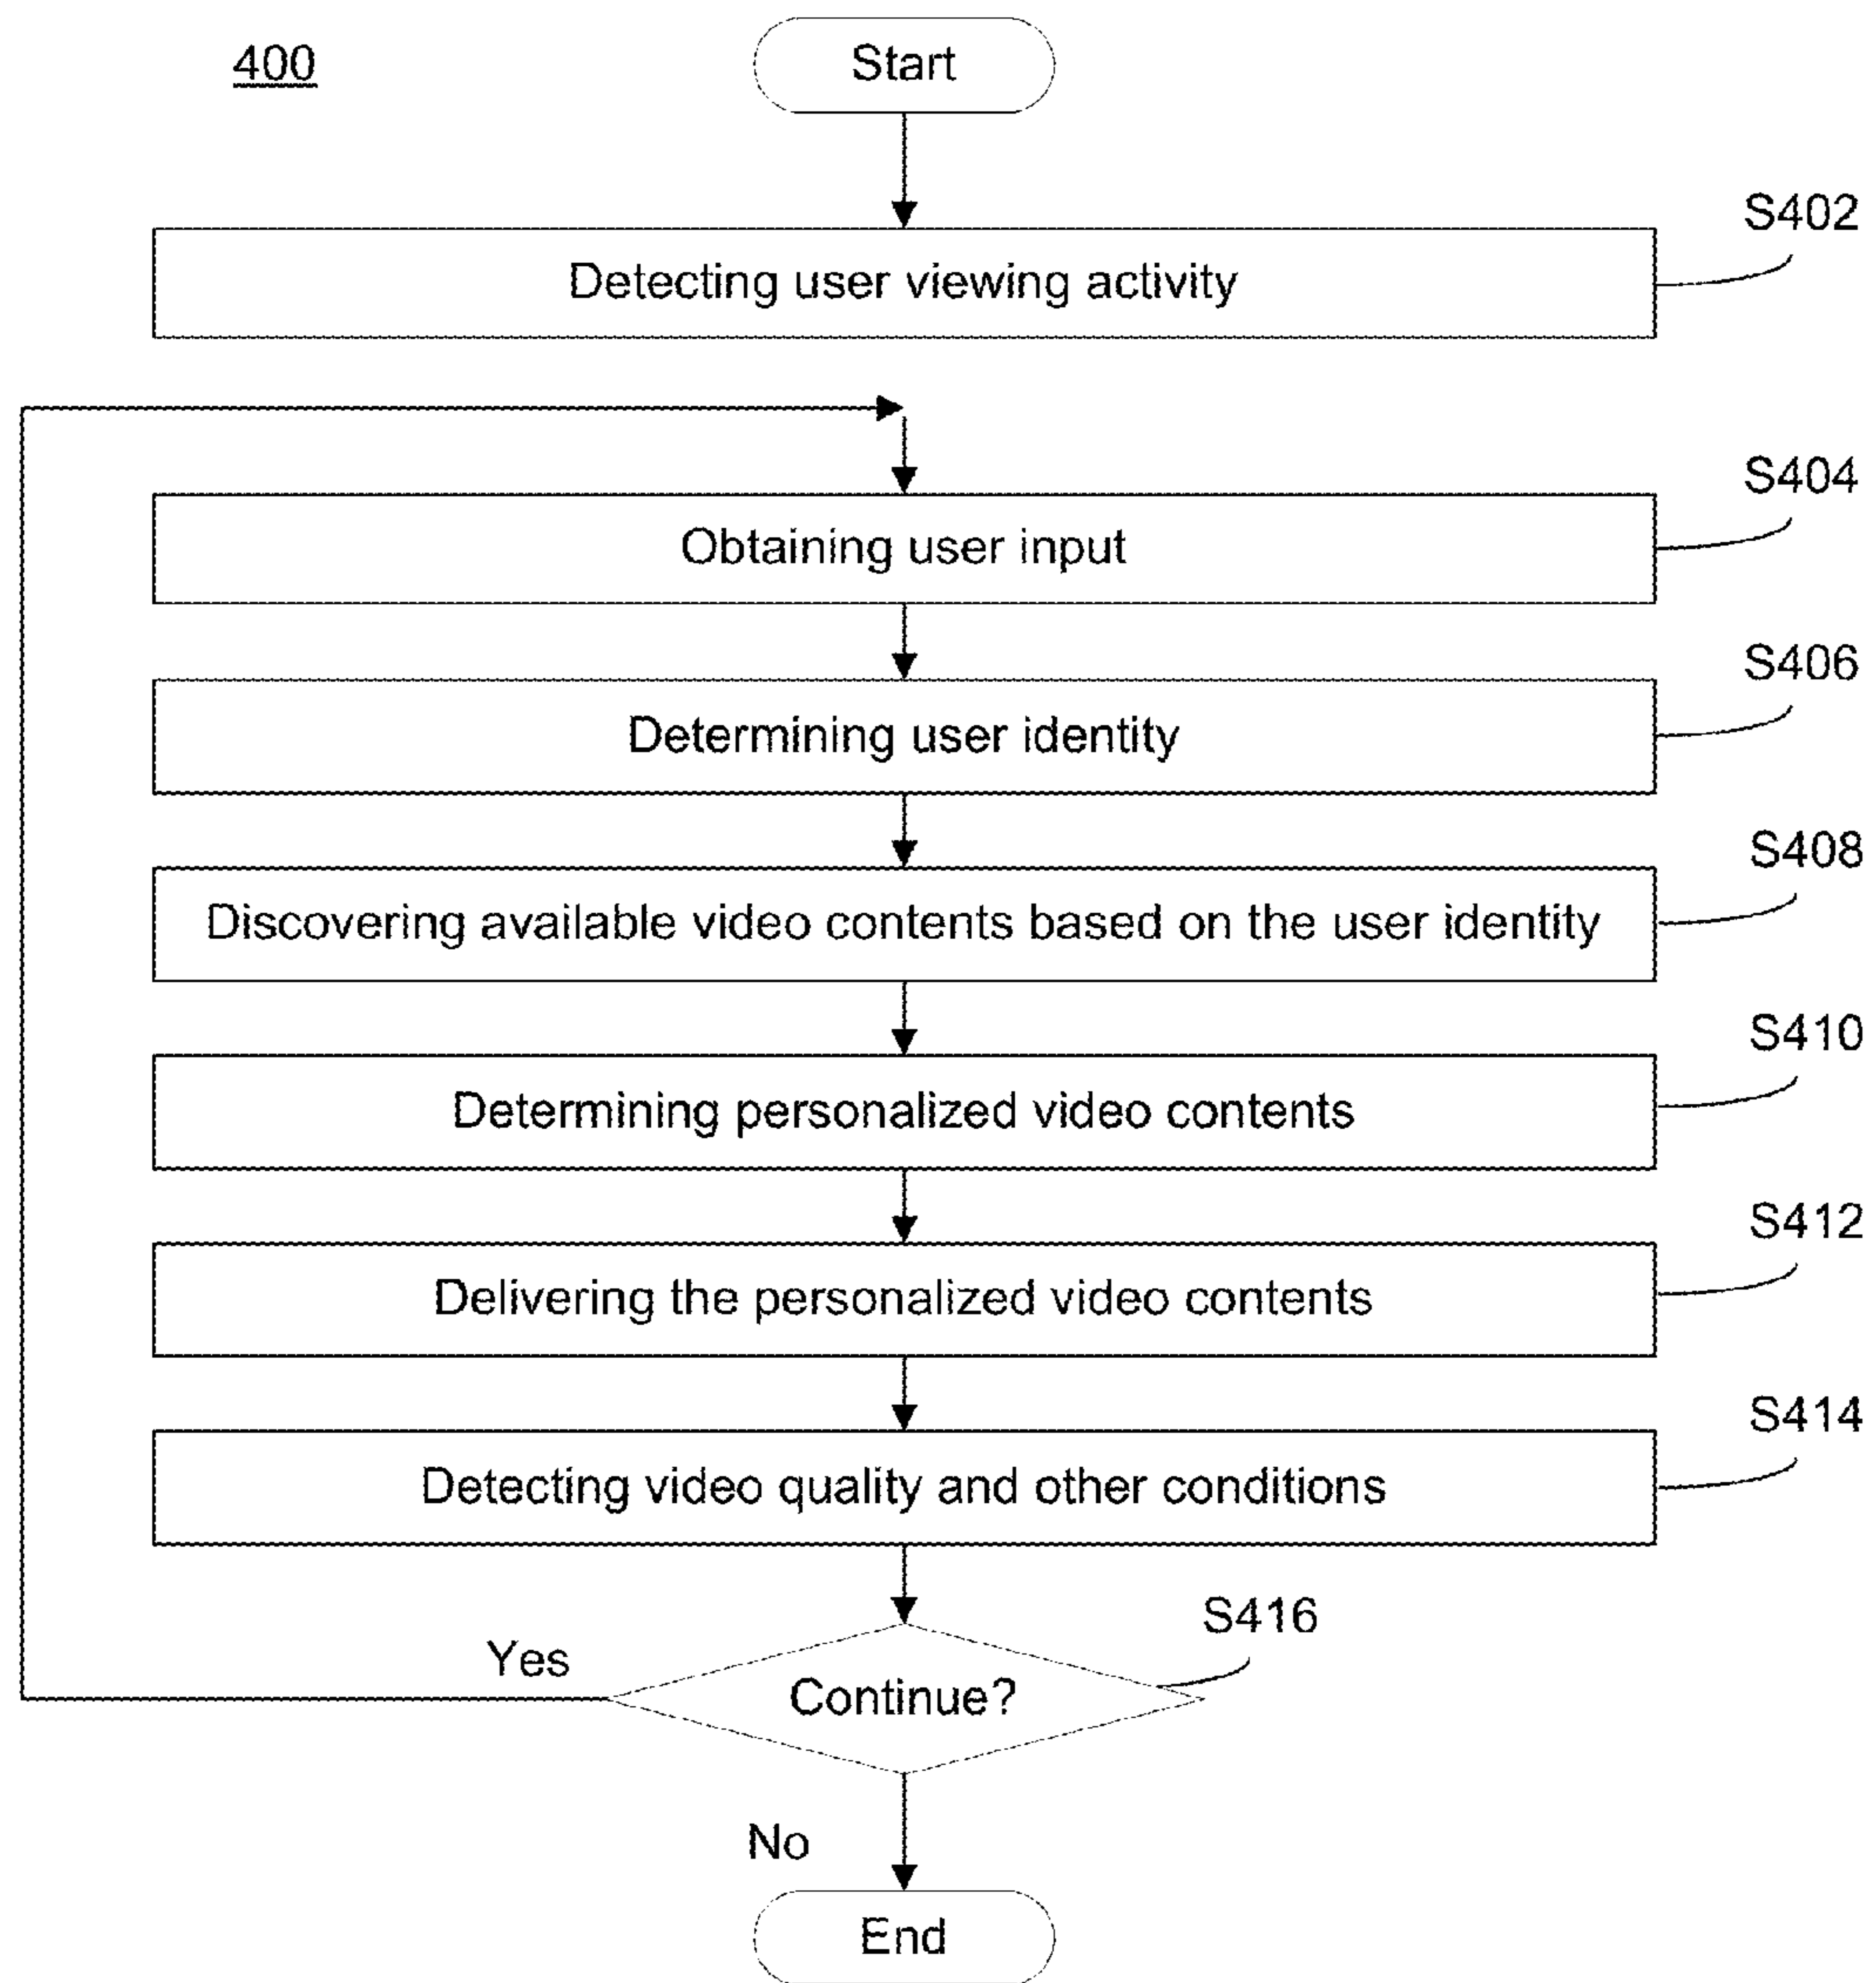 400
Start
S402
Detecting user viewing activity
S404
Obtaining user input
S406
Determining user identity
S408
Discovering available video contents based on the user identity
S410
Determining personalized video contents
S412
Delivering the personalized video contents
S414
Detecting video quality and other conditions
S416
Yes
Continue?
No
End